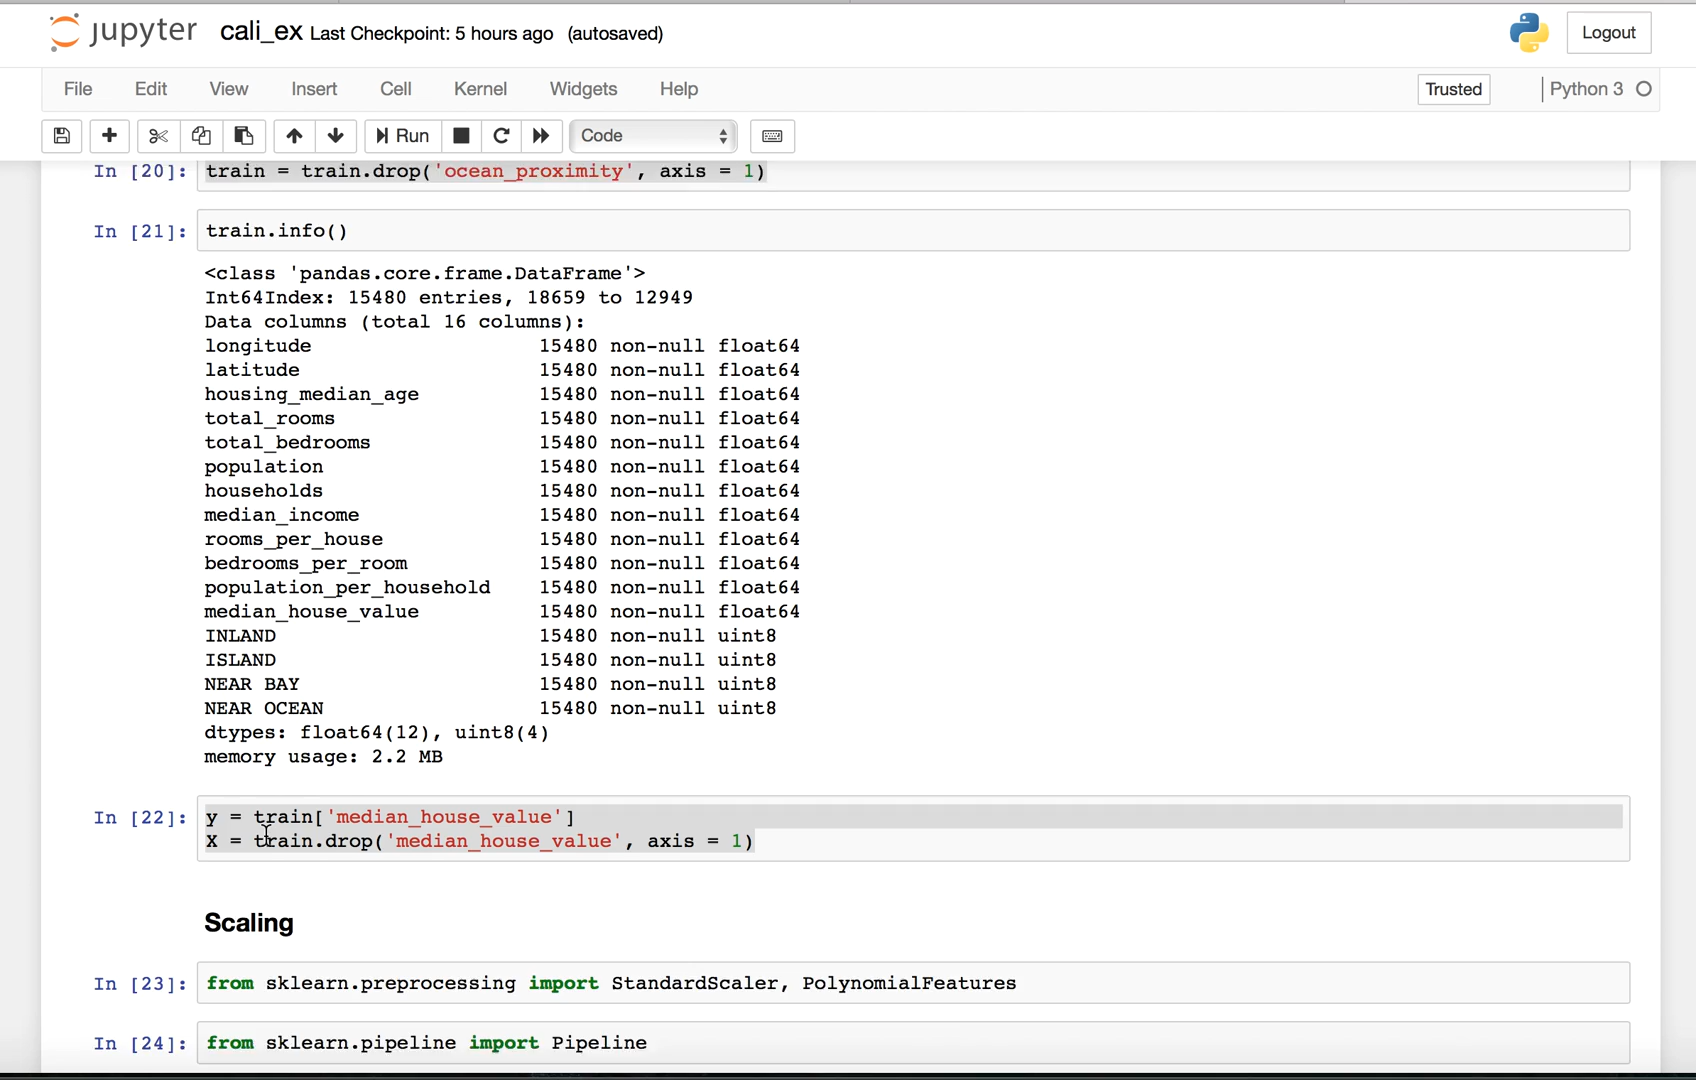 jupyter cali_ex Last Checkpoint: 5 hours ago (autosaved) Logout
File Edit View Insert Cell Kernel Widgets Help Trusted Python 3
Run Code
In [20]: train = train.drop('ocean_proximity', axis = 1)
In [21]: train.info()
<class 'pandas.core.frame.DataFrame'>
Int64Index: 15480 entries, 18659 to 12949
Data columns (total 16 columns):
longitude 15480 non-null float64
latitude 15480 non-null float64
housing_median_age 15480 non-null float64
total_rooms 15480 non-null float64
total_bedrooms 15480 non-null float64
population 15480 non-null float64
households 15480 non-null float64
median_income 15480 non-null float64
rooms_per_house 15480 non-null float64
bedrooms_per_room 15480 non-null float64
population_per_household 15480 non-null float64
median_house_value 15480 non-null float64
INLAND 15480 non-null uint8
ISLAND 15480 non-null uint8
NEAR BAY 15480 non-null uint8
NEAR OCEAN 15480 non-null uint8
dtypes: float64(12), uint8(4)
memory usage: 2.2 MB
In [22]: y = train['median_house_value']
X = train.drop('median_house_value', axis = 1)
Scaling
In [23]: from sklearn.preprocessing import StandardScaler, PolynomialFeatures
In [24]: from sklearn.pipeline import Pipeline